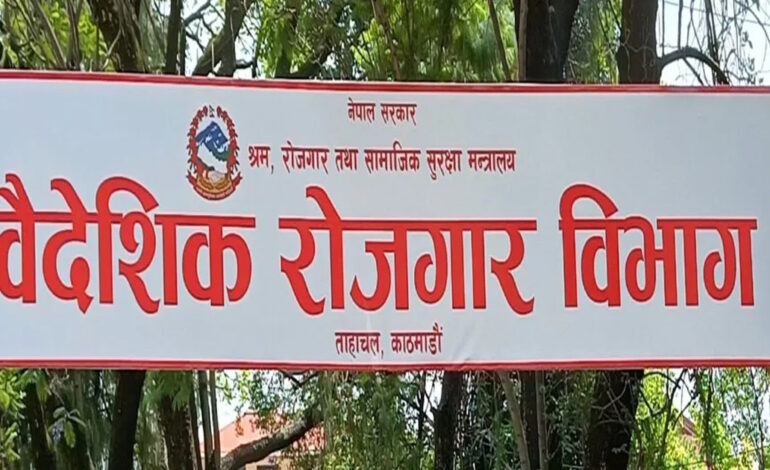 नेपाल सरकार
श्रम, रोजगार तथा सामाजिक सुरक्षा मन्त्रालय
वैदेशिक रोजगार विभाग
ताहाचल, काठमाडौं